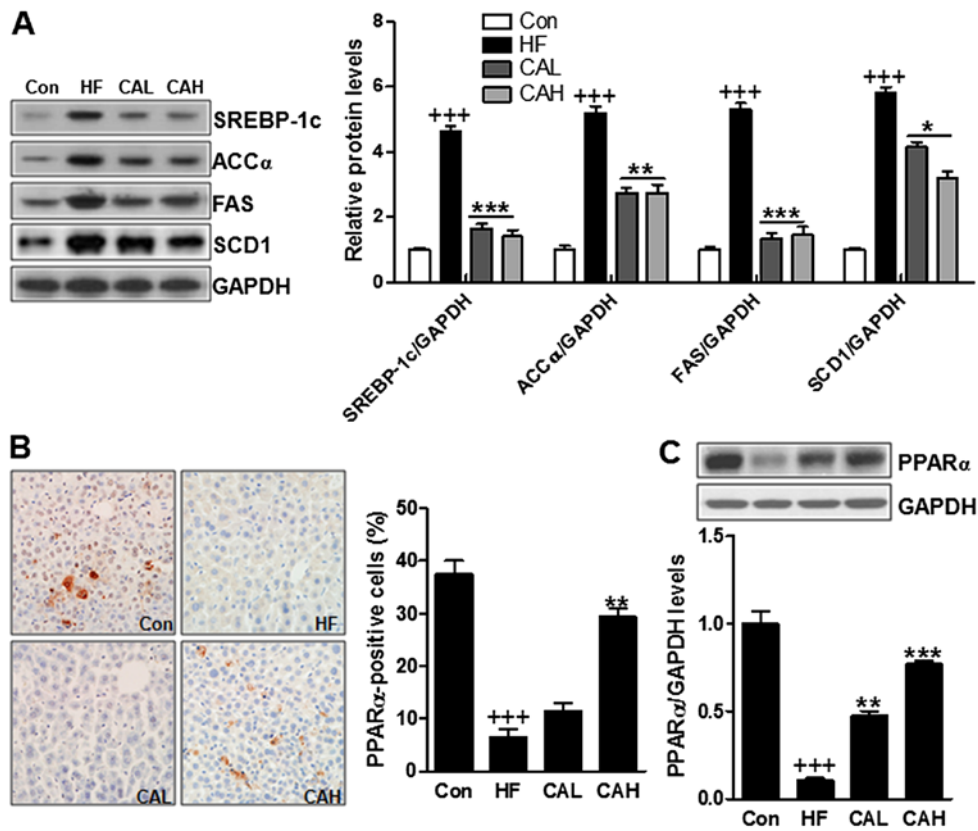 A
Con HF CAL CAH
SREBP-1c
ACCα
FAS
SCD1
GAPDH
Con
HF
CAL
CAH
Relative protein levels
8
6
4
2
0
+++ *** +++ ** +++ *** +++ *
SREBP-1c/GAPDH ACCα/GAPDH FAS/GAPDH SCD1/GAPDH
B
Con HF
CAL CAH
PPARα-positive cells (%)
50
40
30
20
10
0
+++ **
Con HF CAL CAH
C
PPARα
GAPDH
PPARα/GAPDH levels
1.5
1.0
0.5
0.0
+++ ** ***
Con HF CAL CAH